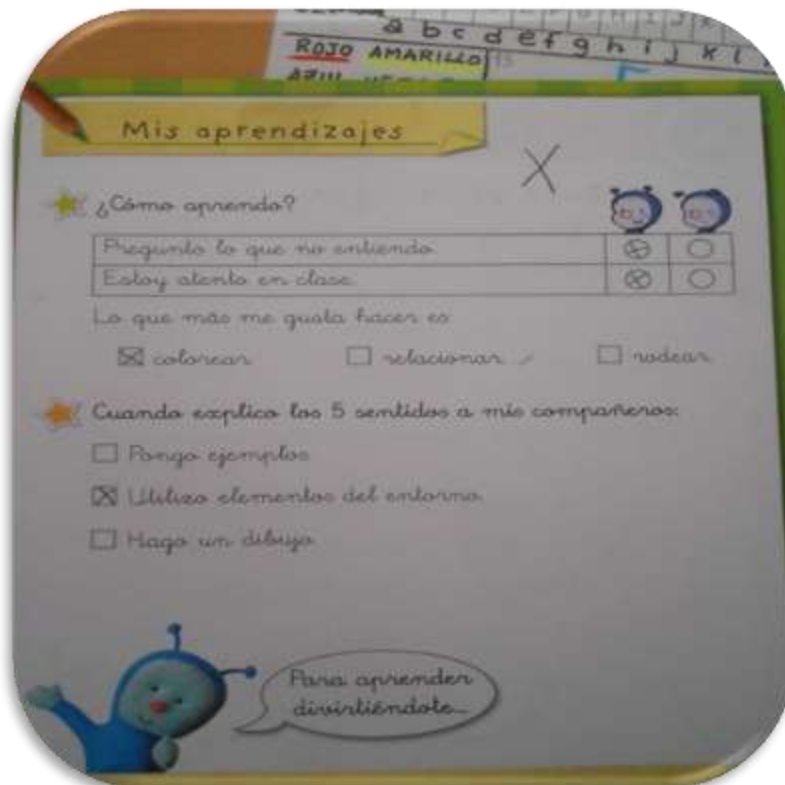 a b c d e f g h i j k l
ROJO AMARILLO
Mis aprendizajes
X
¿Cómo aprendo?
Pregunto lo que no entiendo.
Estoy atento en clase.
Lo que más me gusta hacer es:
colorear. relacionar. rodear.
Cuando explico los 5 sentidos a mis compañeros:
Pongo ejemplos.
Utilizo elementos del entorno.
Hago un dibujo.
Para aprender
divirtiéndote...